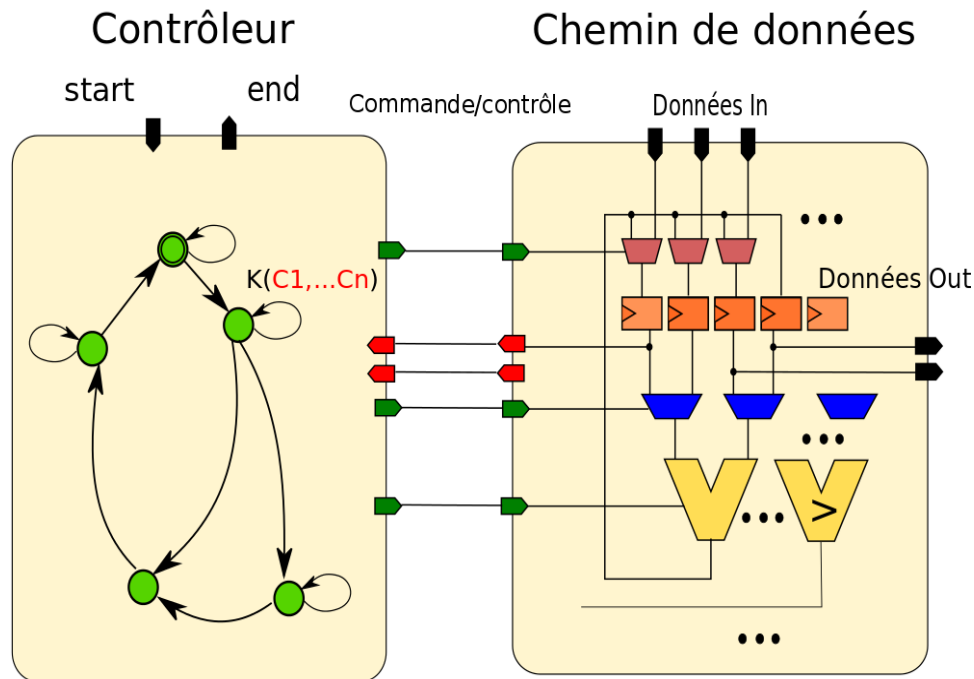 Contrôleur
Chemin de données
start
end
Commande/contrôle
Données In
K(C1,...Cn)
Données Out
>